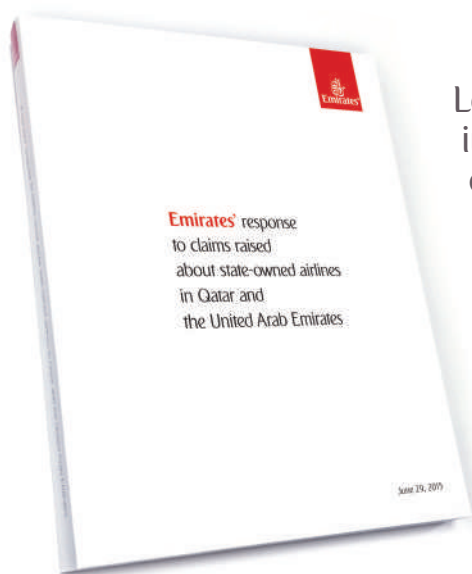 Emirates
Emirates' response
to claims raised
about state-owned airlines
in Qatar and
the United Arab Emirates
June 29, 2015